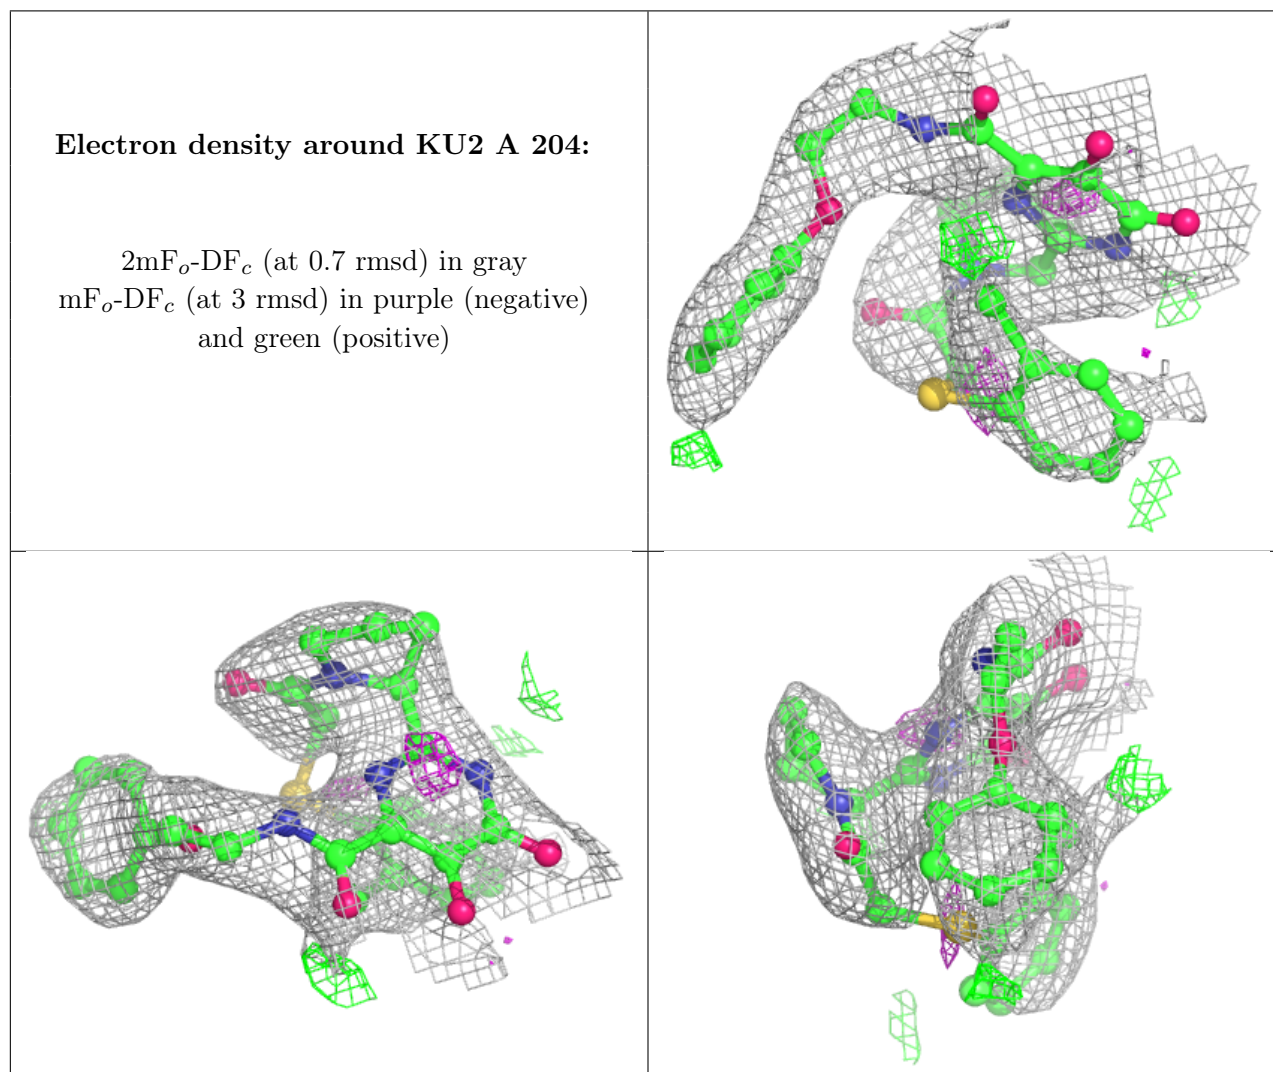 Electron density around KU2 A 204:
2mFo-DFc (at 0.7 rmsd) in gray
mFo-DFc (at 3 rmsd) in purple (negative)
and green (positive)